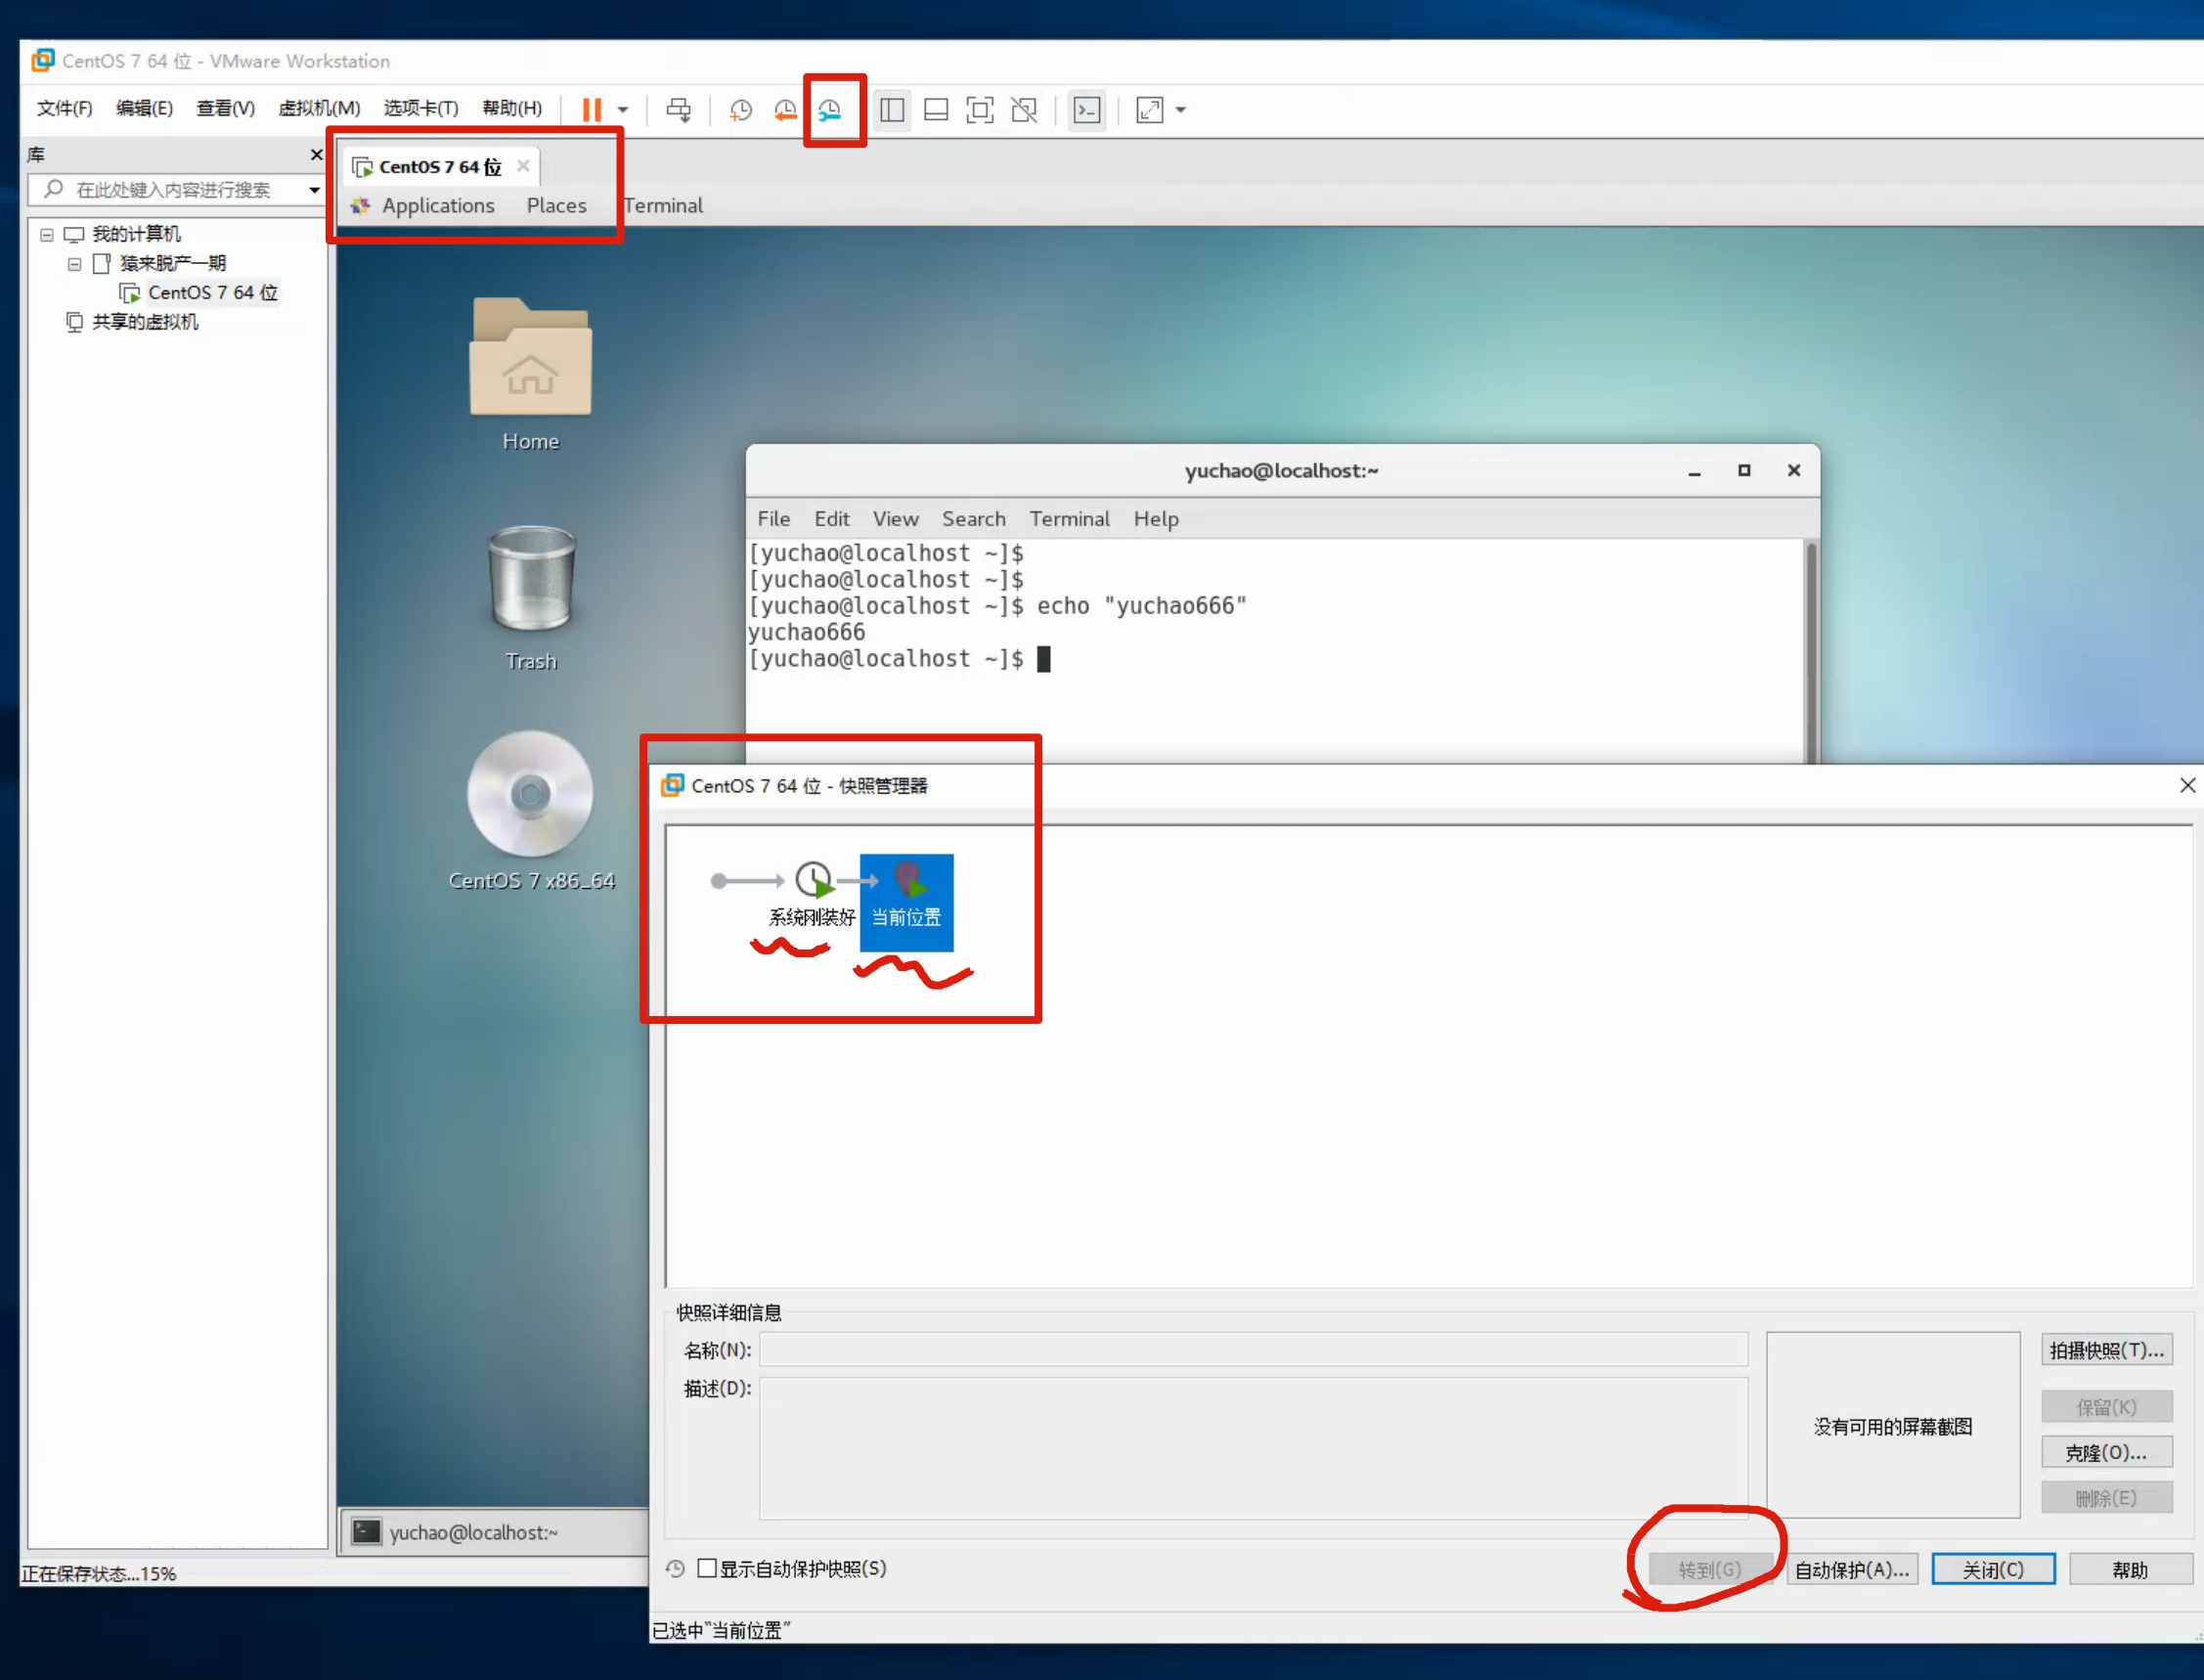 CentOS 7 64 位 - VMware Workstation
文件(F) 编辑(E) 查看(V) 虚拟机(M) 选项卡(T) 帮助(H)
库
CentOS 7 64 位
在此处键入内容进行搜索
Applications Places Terminal
我的计算机
猿来脱产一期
CentOS 7 64 位
共享的虚拟机
Home
Trash
CentOS 7 x86_64
yuchao@localhost:~
File Edit View Search Terminal Help
[yuchao@localhost ~]$
[yuchao@localhost ~]$
[yuchao@localhost ~]$ echo "yuchao666"
yuchao666
[yuchao@localhost ~]$
CentOS 7 64 位 - 快照管理器
系统刚装好 当前位置
快照详细信息
名称(N):
描述(D):
没有可用的屏幕截图
拍摄快照(T)...
保留(K)
克隆(O)...
删除(E)
yuchao@localhost:~
显示自动保护快照(S)
转到(G) 自动保护(A)... 关闭(C) 帮助
正在保存状态...15%
已选中"当前位置"